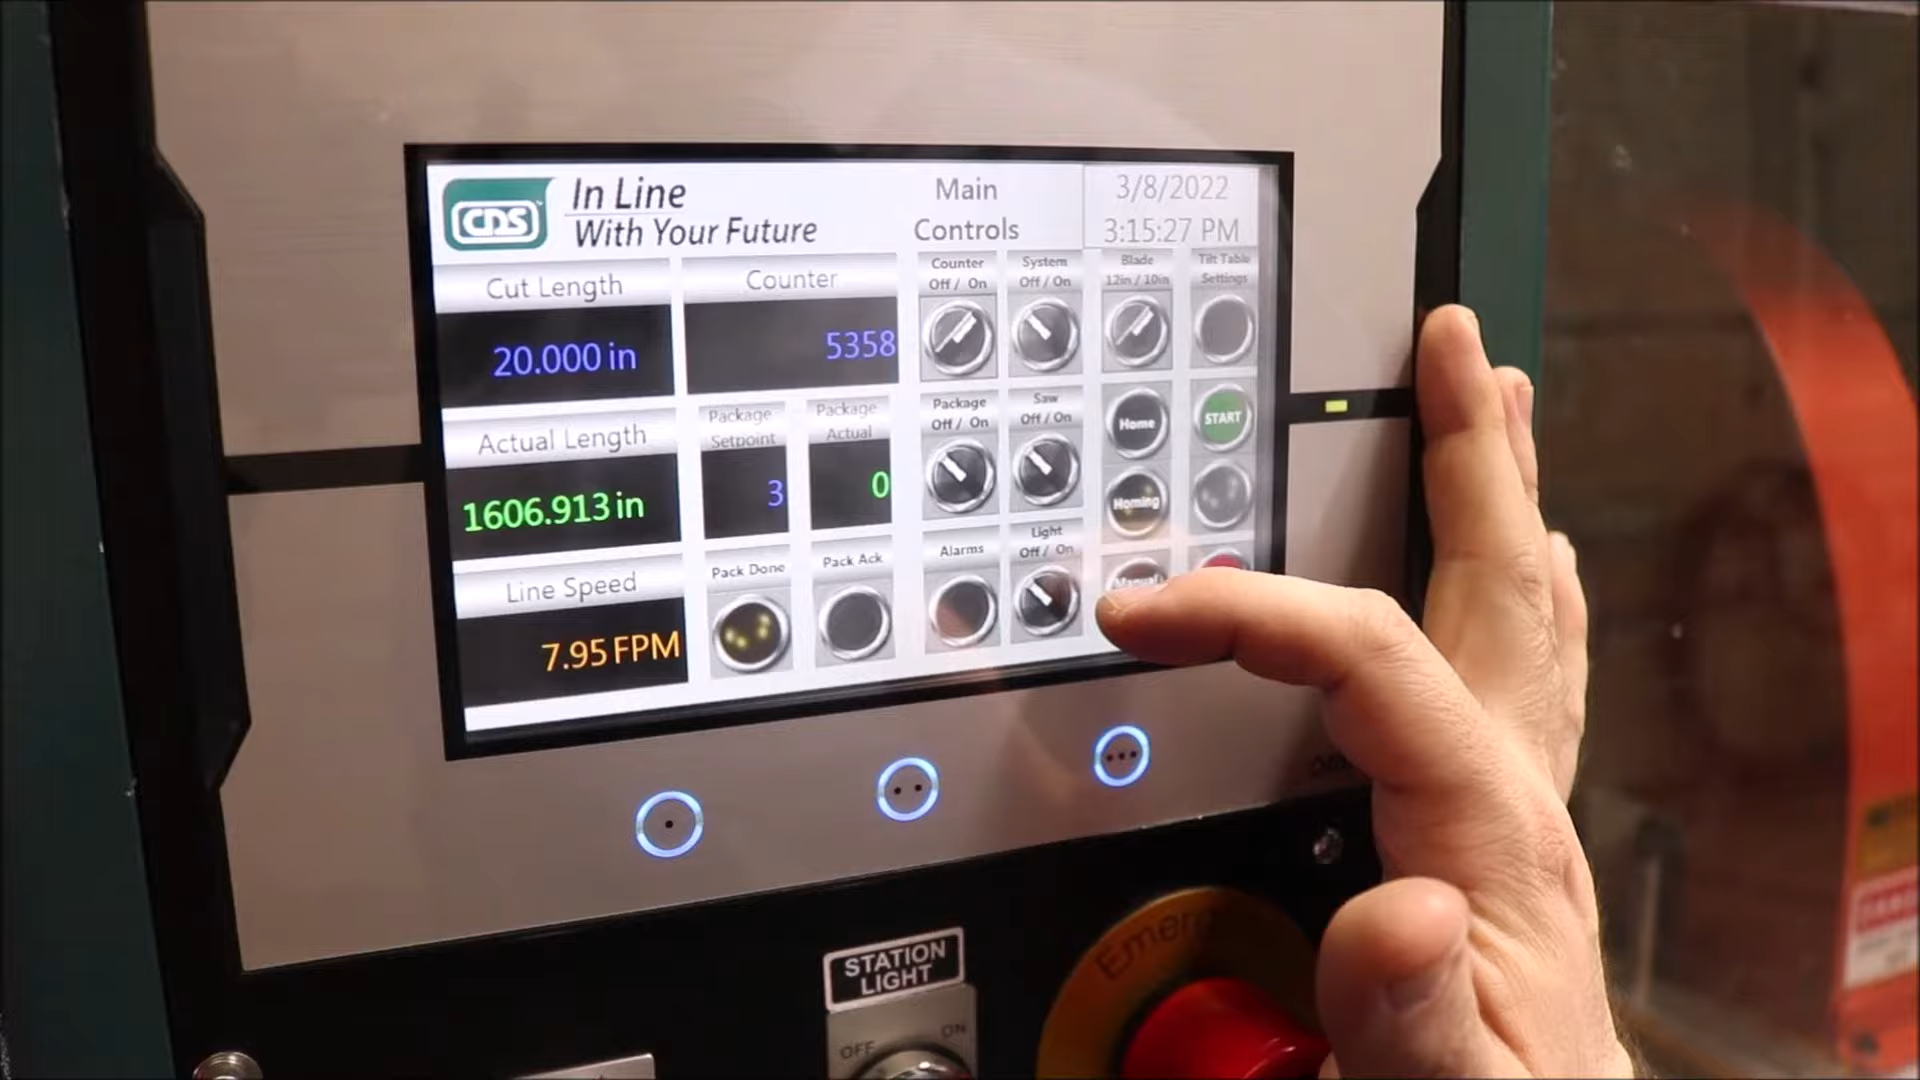 CDS
In Line
With Your Future
Main
Controls
3/8/2022
3:15:27 PM
Cut Length
20.000 in
Counter
5358
Actual Length
1606.913 in
Package
Setpoint
3
Package
Actual
0
Line Speed
7.95 FPM
Pack Done
Pack Ack
Counter
Off / On
System
Off / On
Blade
12in / 10in
Tilt Table
Settings
Package
Off / On
Saw
Off / On
Home
START
Homing
Alarms
Light
Off / On
Manual
STATION
LIGHT
OFF
ON
Emerg